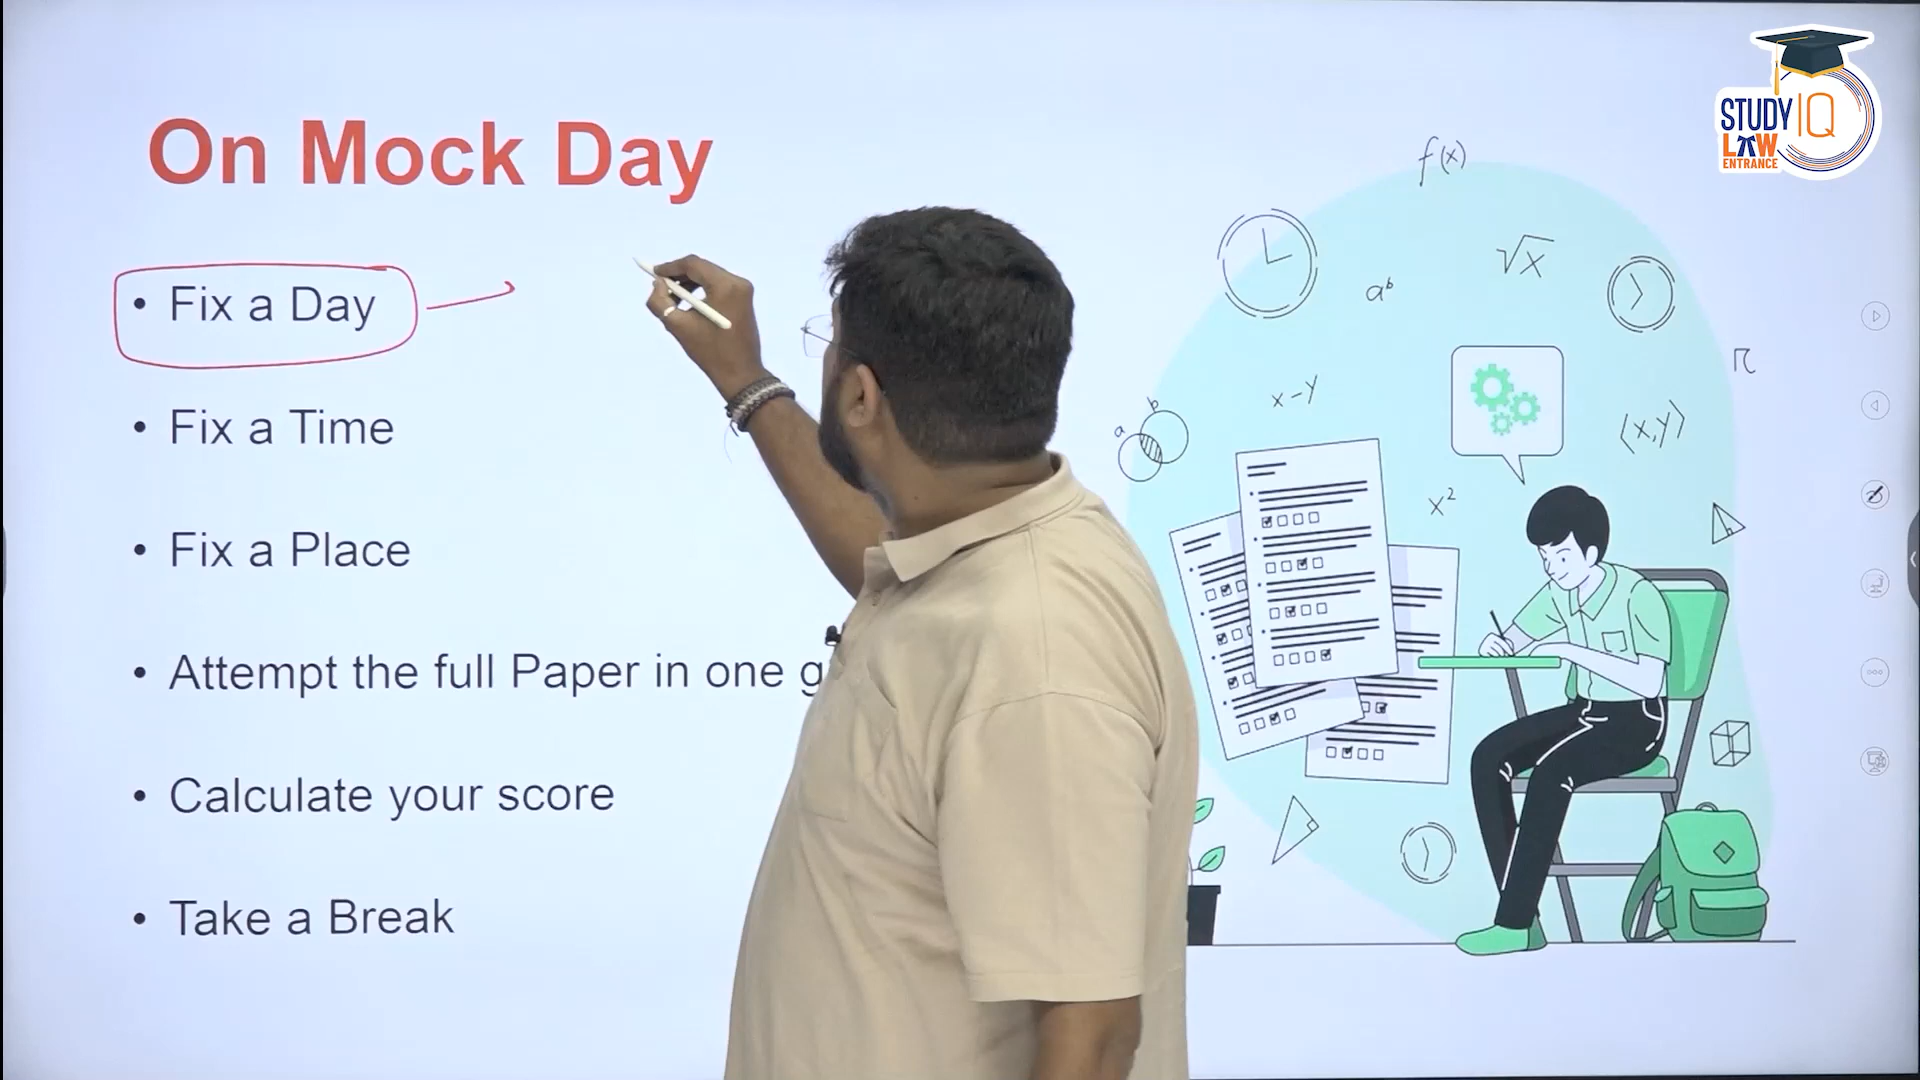 On Mock Day
• Fix a Day
• Fix a Time
• Fix a Place
• Attempt the full Paper in one g
• Calculate your score
• Take a Break
STUDY IQ
LAW
ENTRANCE
f(x)
√x
aᵇ
x-y
a
b
x²
(x,y)
π